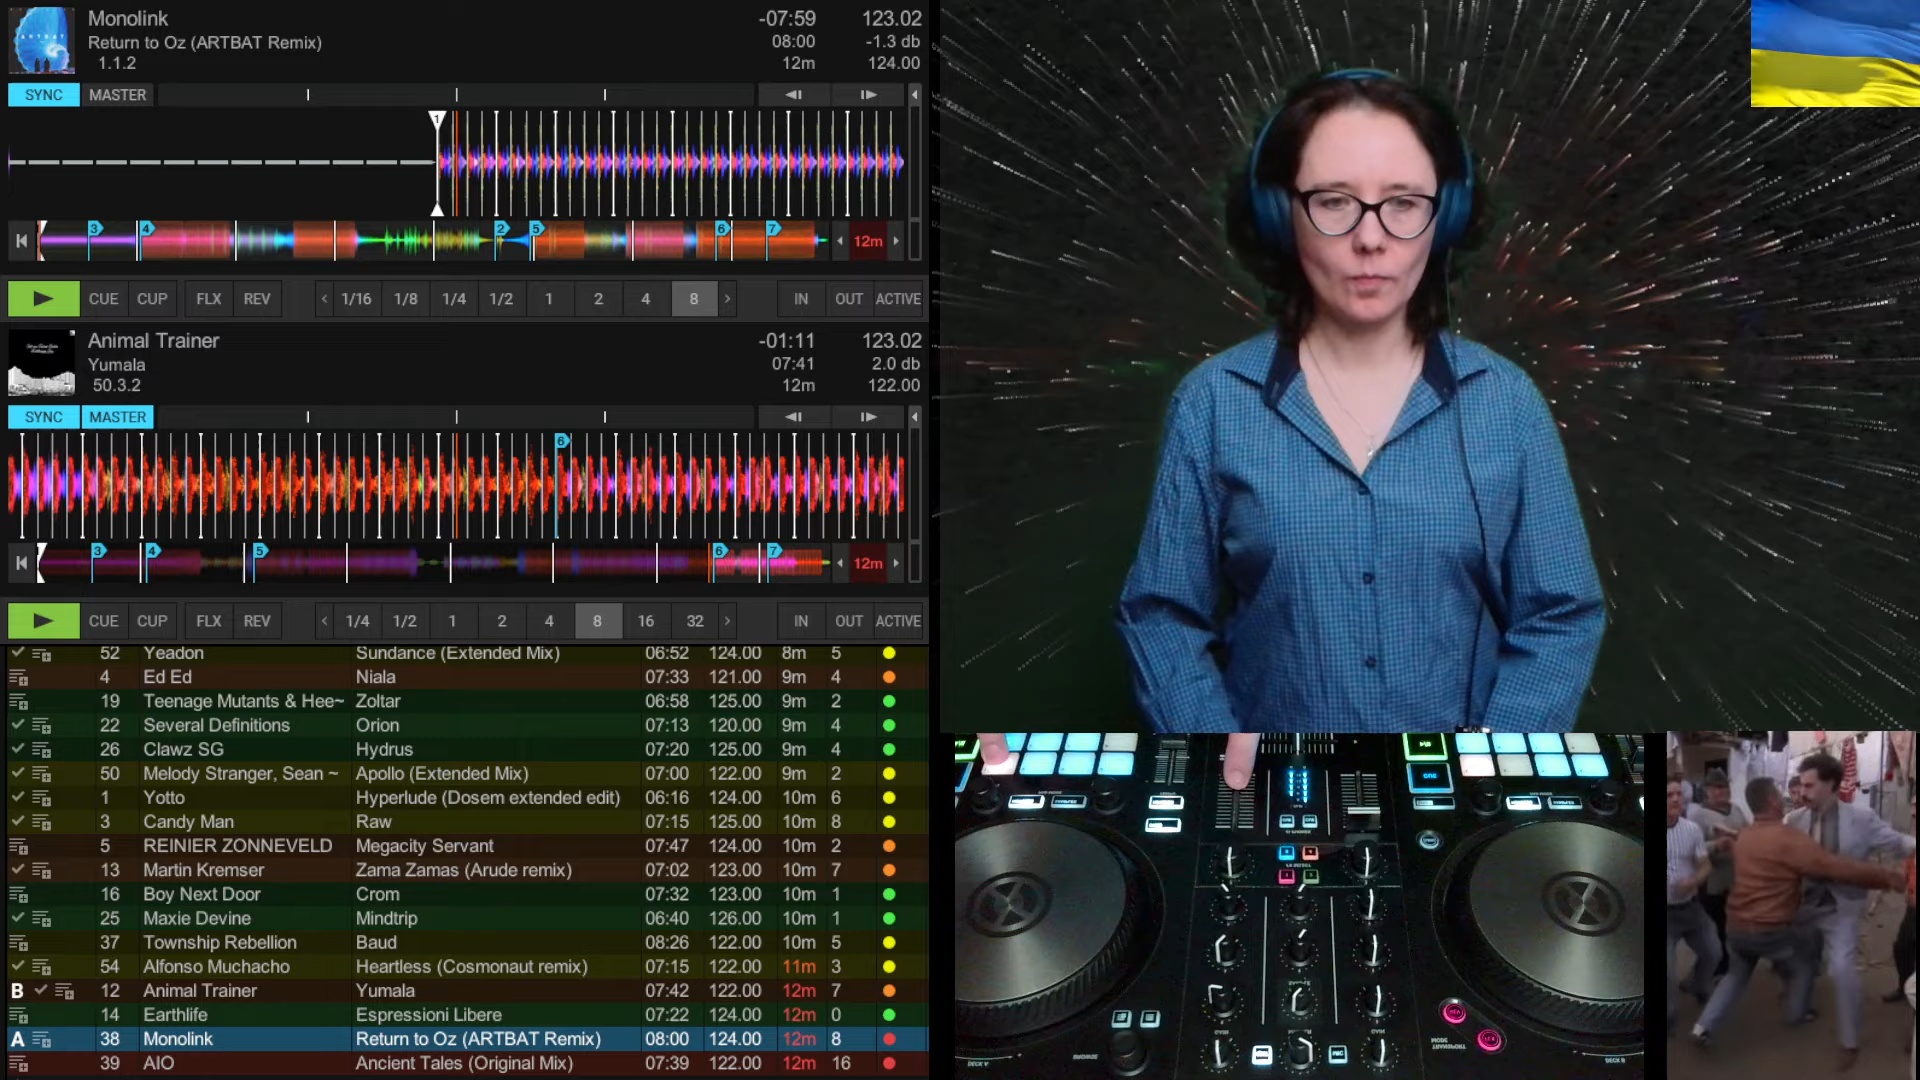 Monolink -07:59 123.02
Return to Oz (ARTBAT Remix) 08:00 -1.3 db
1.1.2 12m 124.00
SYNC MASTER
1
3 4 2 5 6 7 12m
CUE CUP FLX REV 1/16 1/8 1/4 1/2 1 2 4 8 IN OUT ACTIVE
Animal Trainer -01:11 123.02
Yumala 07:41 2.0 db
50.3.2 12m 122.00
SYNC MASTER
6
3 4 5 6 7 12m
CUE CUP FLX REV 1/4 1/2 1 2 4 8 16 32 IN OUT ACTIVE
52 Yeadon Sundance (Extended Mix) 06:52 124.00 8m 5
4 Ed Ed Niala 07:33 121.00 9m 4
19 Teenage Mutants & Hee~ Zoltar 06:58 125.00 9m 2
22 Several Definitions Orion 07:13 120.00 9m 4
26 Clawz SG Hydrus 07:20 125.00 9m 4
50 Melody Stranger, Sean ~ Apollo (Extended Mix) 07:00 122.00 9m 2
1 Yotto Hyperlude (Dosem extended edit) 06:16 124.00 10m 6
3 Candy Man Raw 07:15 125.00 10m 8
5 REINIER ZONNEVELD Megacity Servant 07:47 124.00 10m 2
13 Martin Kremser Zama Zamas (Arude remix) 07:02 123.00 10m 7
16 Boy Next Door Crom 07:32 123.00 10m 1
25 Maxie Devine Mindtrip 06:40 126.00 10m 1
37 Township Rebellion Baud 08:26 122.00 10m 5
54 Alfonso Muchacho Heartless (Cosmonaut remix) 07:15 122.00 11m 3
B 12 Animal Trainer Yumala 07:42 122.00 12m 7
14 Earthlife Espressioni Libere 07:22 124.00 12m 0
A 38 Monolink Return to Oz (ARTBAT Remix) 08:00 124.00 12m 8
39 AIO Ancient Tales (Original Mix) 07:39 122.00 12m 16